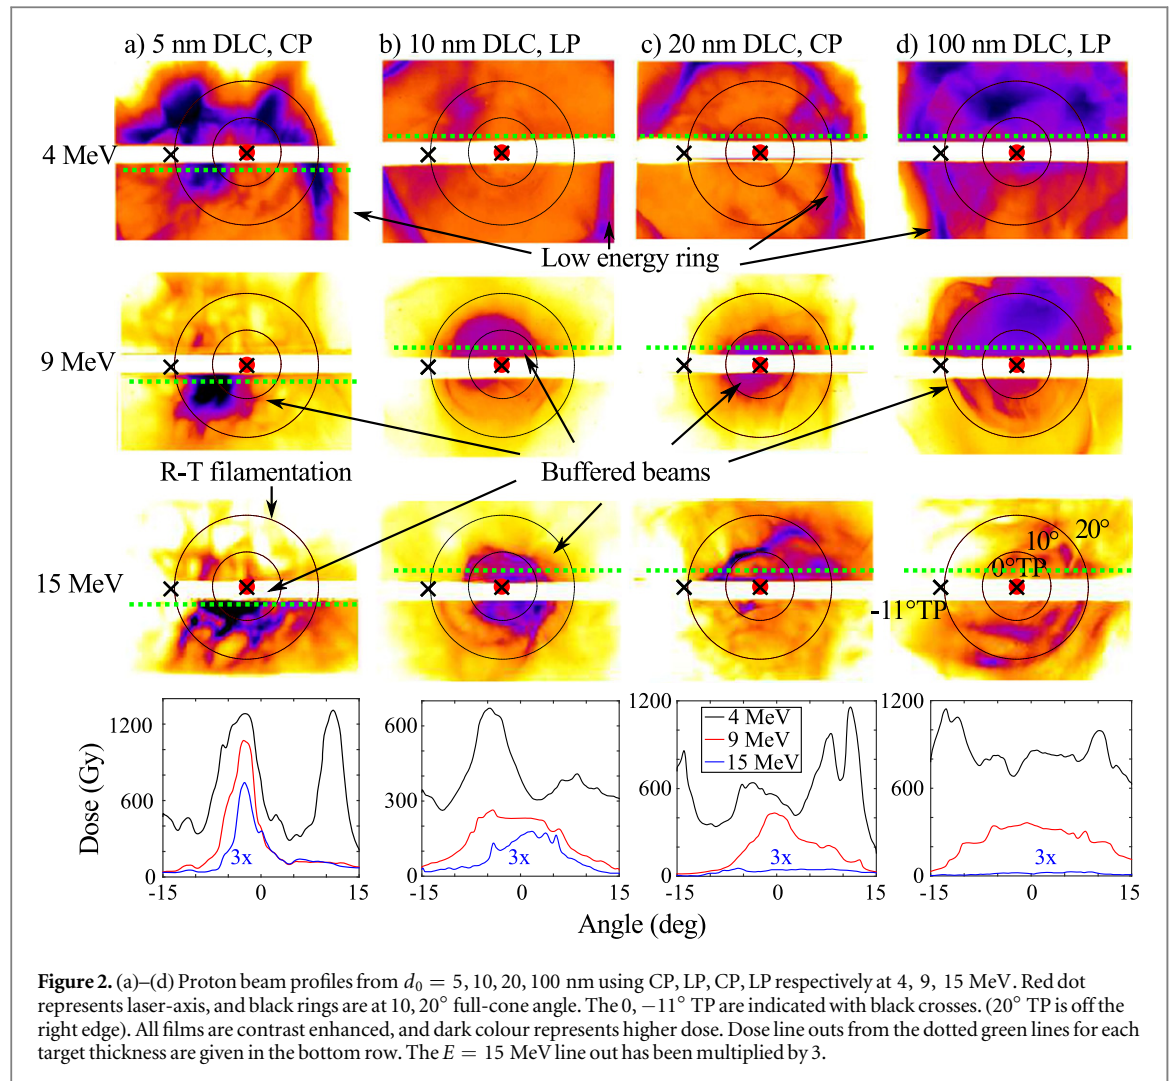 a) 5 nm DLC, CP b) 10 nm DLC, LP c) 20 nm DLC, CP d) 100 nm DLC, LP
4 MeV
Low energy ring
9 MeV
R-T filamentation
Buffered beams
15 MeV
10° 20°
0°TP
-11°TP
1200 600 1200 1200
4 MeV
9 MeV
15 MeV
600 300 600 600
Dose (Gy)
3x 3x 3x 3x
0 0 0 0
-15 0 15 -15 0 15 -15 0 15 -15 0 15
Angle (deg)
Figure 2. (a)–(d) Proton beam profiles from d₀ = 5, 10, 20, 100 nm using CP, LP, CP, LP respectively at 4, 9, 15 MeV. Red dot
represents laser-axis, and black rings are at 10, 20° full-cone angle. The 0, −11° TP are indicated with black crosses. (20° TP is off the
right edge). All films are contrast enhanced, and dark colour represents higher dose. Dose line outs from the dotted green lines for each
target thickness are given in the bottom row. The E = 15 MeV line out has been multiplied by 3.